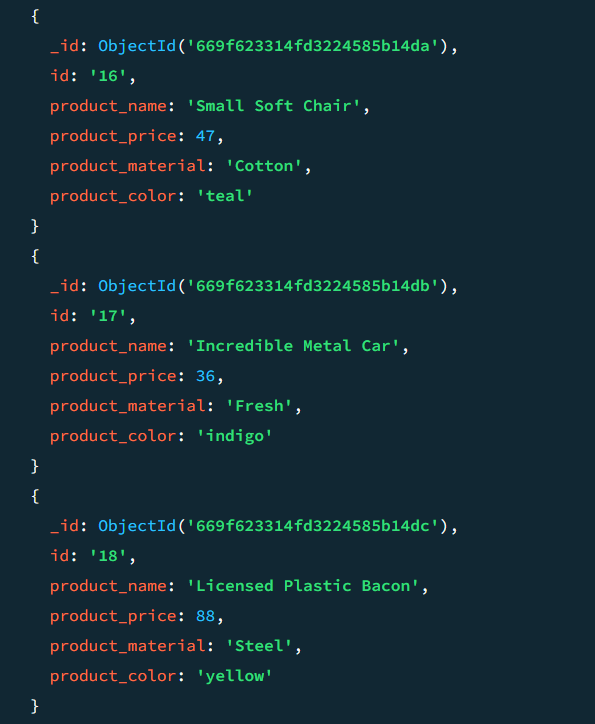 {
_id: ObjectId('669f623314fd3224585b14da'),
id: '16',
product_name: 'Small Soft Chair',
product_price: 47,
product_material: 'Cotton',
product_color: 'teal'
}
{
_id: ObjectId('669f623314fd3224585b14db'),
id: '17',
product_name: 'Incredible Metal Car',
product_price: 36,
product_material: 'Fresh',
product_color: 'indigo'
}
{
_id: ObjectId('669f623314fd3224585b14dc'),
id: '18',
product_name: 'Licensed Plastic Bacon',
product_price: 88,
product_material: 'Steel',
product_color: 'yellow'
}